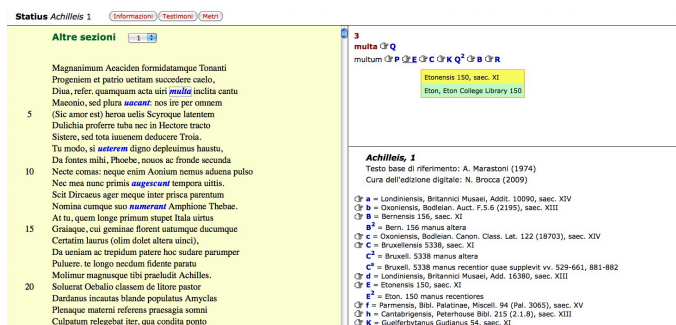 Statius Achilleis 1 Informazioni Testimoni Metri
Altre sezioni 1
Magnanimum Aeaciden formidatamque Tonanti
Progeniem et patrio uetitam succedere caelo,
Diua, refer. quamquam acta uiri multa inclita cantu
Maeonio, sed plura uacant: nos ire per omnem
5 (Sic amor est) heroa uelis Scyroque latentem
Dulichia proferre tuba nec in Hectore tracto
Sistere, sed tota iuuenem deducere Troia.
Tu modo, si ueterem digno depleuimus haustu,
Da fontes mihi, Phoebe, nouos ac fronde secunda
10 Necte comas: neque enim Aonium nemus aduena pulso
Nec mea nunc primis augescunt tempora uittis.
Scit Dircaeus ager meque inter prisca parentum
Nomina cumque suo numerant Amphione Thebae.
At tu, quem longe primum stupet Itala uirtus
15 Graiaque, cui geminae florent uatumque ducumque
Certatim laurus (olim dolet altera uinci),
Da ueniam ac trepidum patere hoc sudare parumper
Puluere. te longo necdum fidente paratu
Molimur magnusque tibi praeludit Achilles.
20 Soluerat Oebalio classem de litore pastor
Dardanus incautas blande populatus Amyclas
Plenaque materni referens praesagia somni
Culpatum relegebat iter, qua condita ponto
3
multa Q
multum P E C K Q² B R
Etonensis 150, saec. XI
Eton, Eton College Library 150
Achilleis, 1
Testo base di riferimento: A. Marastoni (1974)
Cura dell'edizione digitale: N. Brocca (2009)
a = Londiniensis, Britannici Musaei, Addit. 10090, saec. XIV
b = Oxoniensis, Bodleian. Auct. F.5.6 (2195), saec. XIII
B = Bernensis 156, saec. XI
B² = Bern. 156 manus altera
c = Oxoniensis, Bodleian. Canon. Class. Lat. 122 (18703), saec. XIV
C = Bruxellensis 5338, saec. XI
C² = Bruxell. 5338 manus altera
Cª = Bruxell. 5338 manus recentior quae supplevit vv. 529-661, 881-882
d = Londiniensis, Britannici Musaei, Add. 16380, saec. XIII
E = Etonensis 150, saec. XI
E² = Eton. 150 manus recentiores
f = Parmensis, Bibl. Palatinae, Miscell. 94 (Pal. 3065), saec. XV
h = Cantabrigensis, Peterhouse Bibl. 215 (2.1.8), saec. XIII
K = Guelferbytanus Gudianus 54, saec. XI